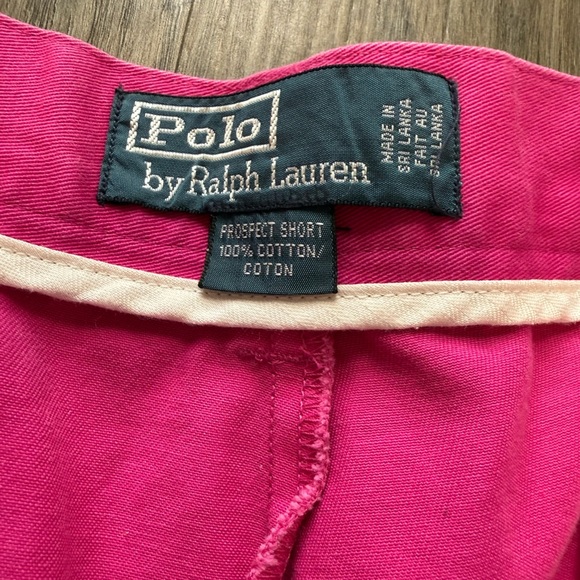 Polo
by Ralph Lauren
MADE IN
SRI LANKA
FAIT AU
SRI LANKA
PROSPECT SHORT
100% COTTON/
COTON